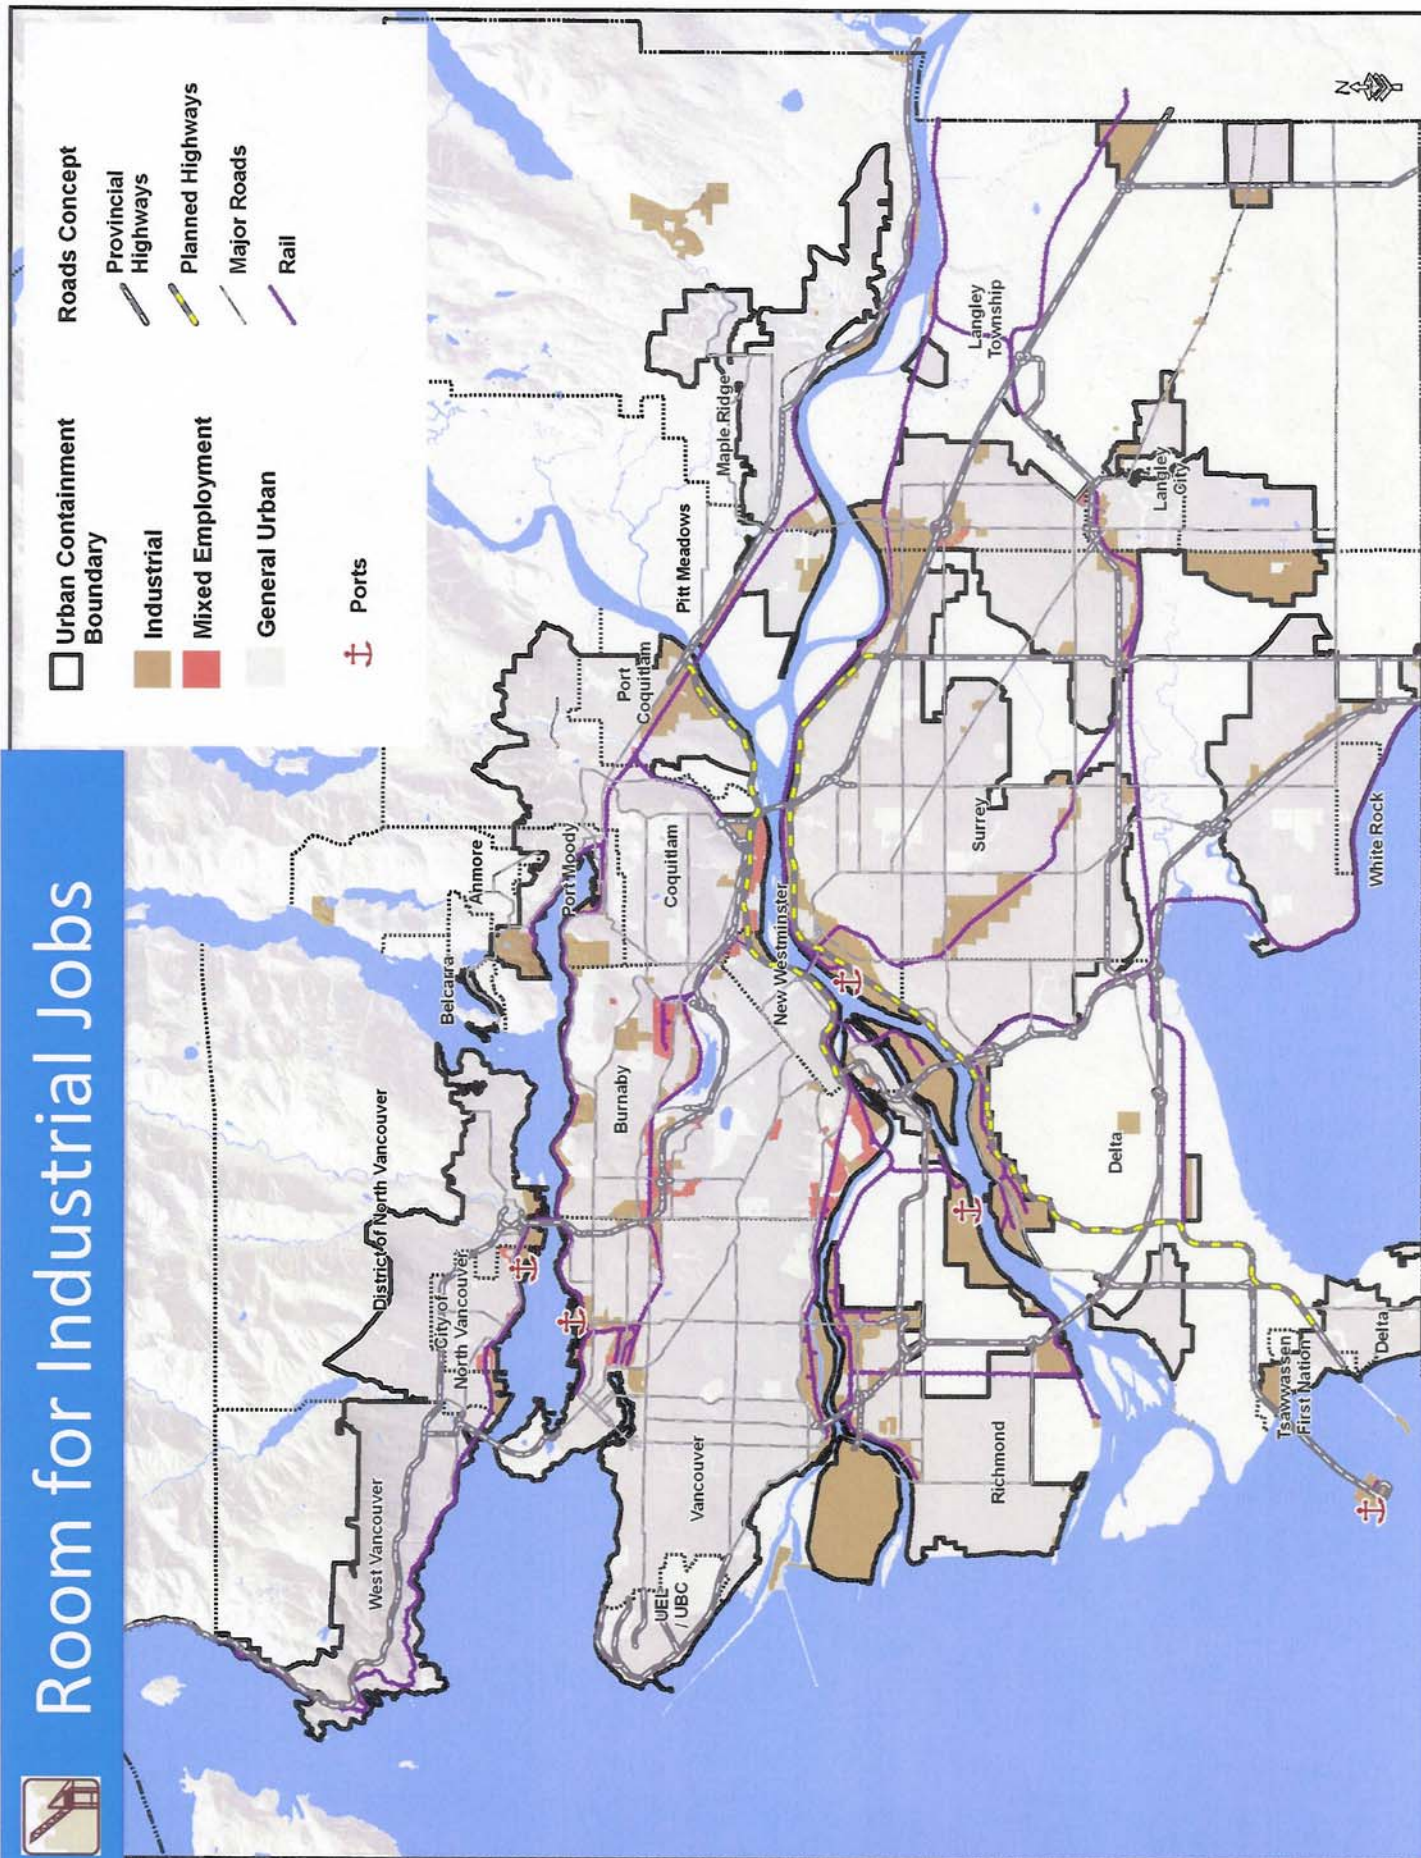 Room for Industrial Jobs
Urban Containment
Boundary
Industrial
Mixed Employment
General Urban
Ports
Roads Concept
Provincial
Highways
Planned Highways
Major Roads
Rail
N
West Vancouver
District of North Vancouver
City of
North Vancouver
Belcarra
Anmore
Port Moody
Port
Coquitlam
Pitt Meadows
Maple Ridge
UEL
/ UBC
Vancouver
Burnaby
Coquitlam
New Westminster
Richmond
Surrey
Langley
Township
Langley
City
Delta
Tsawwassen
First Nation
Delta
White Rock